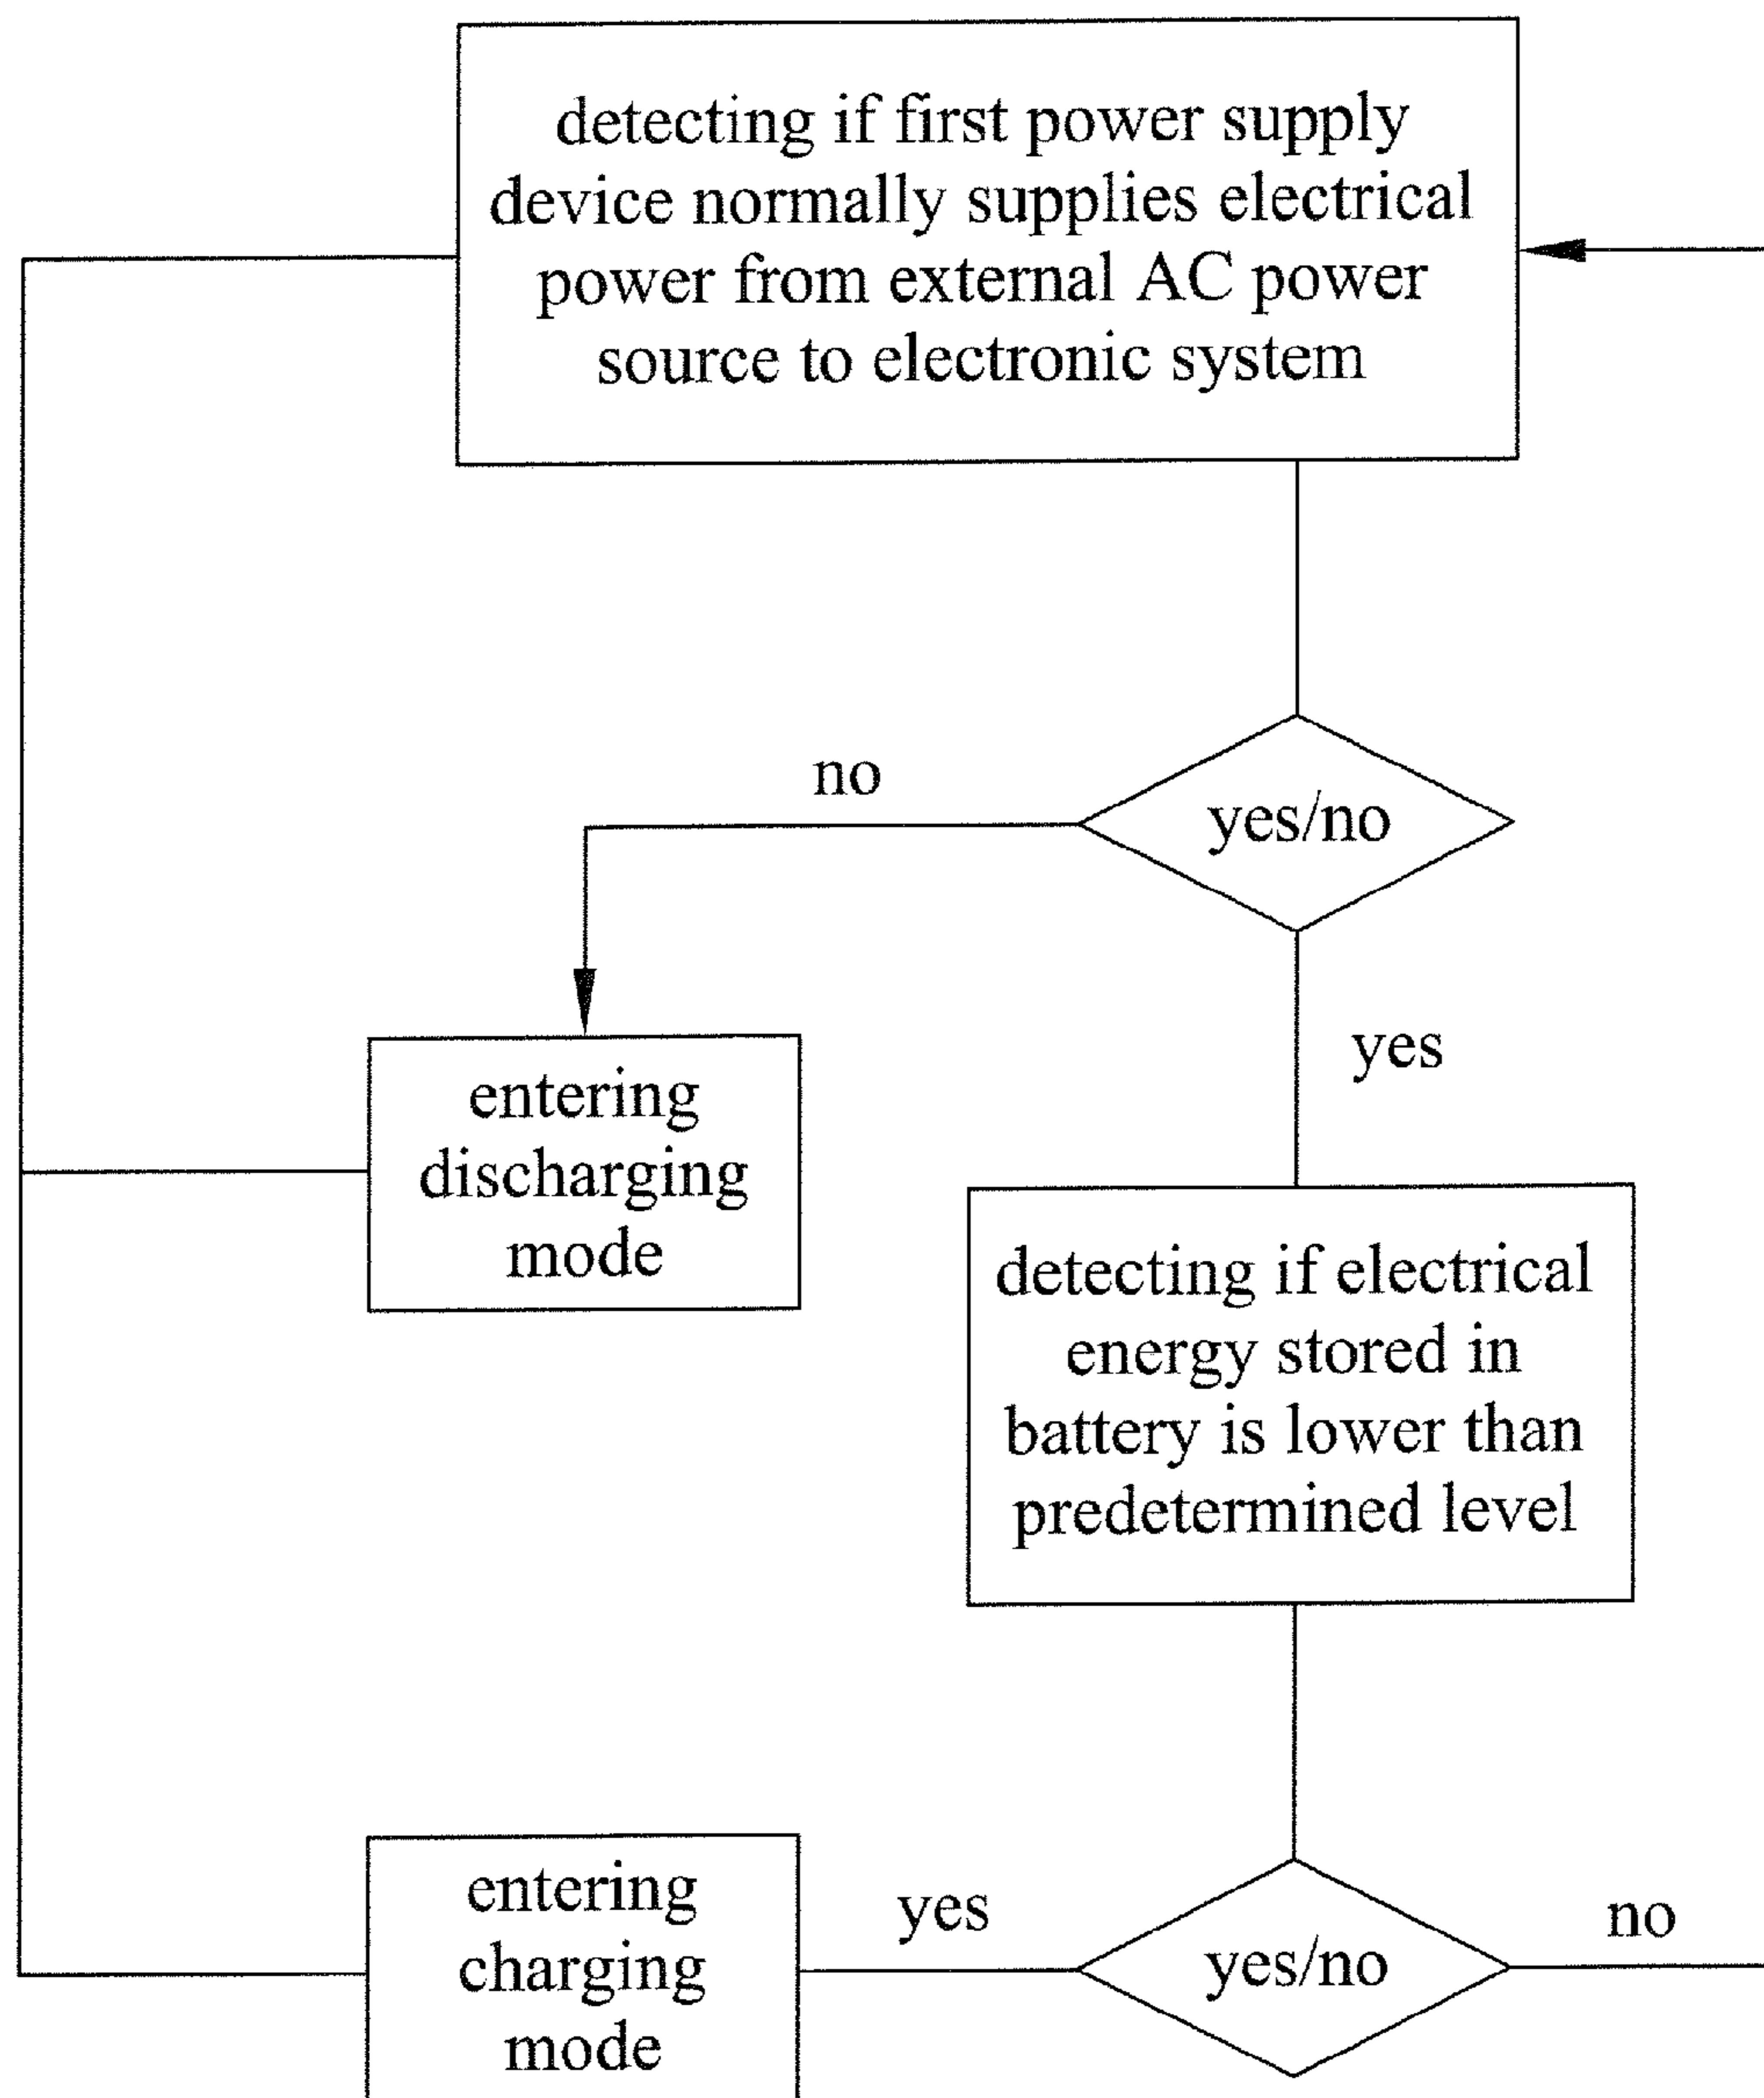 detecting if first power supply
device normally supplies electrical
power from external AC power
source to electronic system
no
yes/no
yes
entering
discharging
mode
detecting if electrical
energy stored in
battery is lower than
predetermined level
entering
charging
mode
yes
yes/no
no